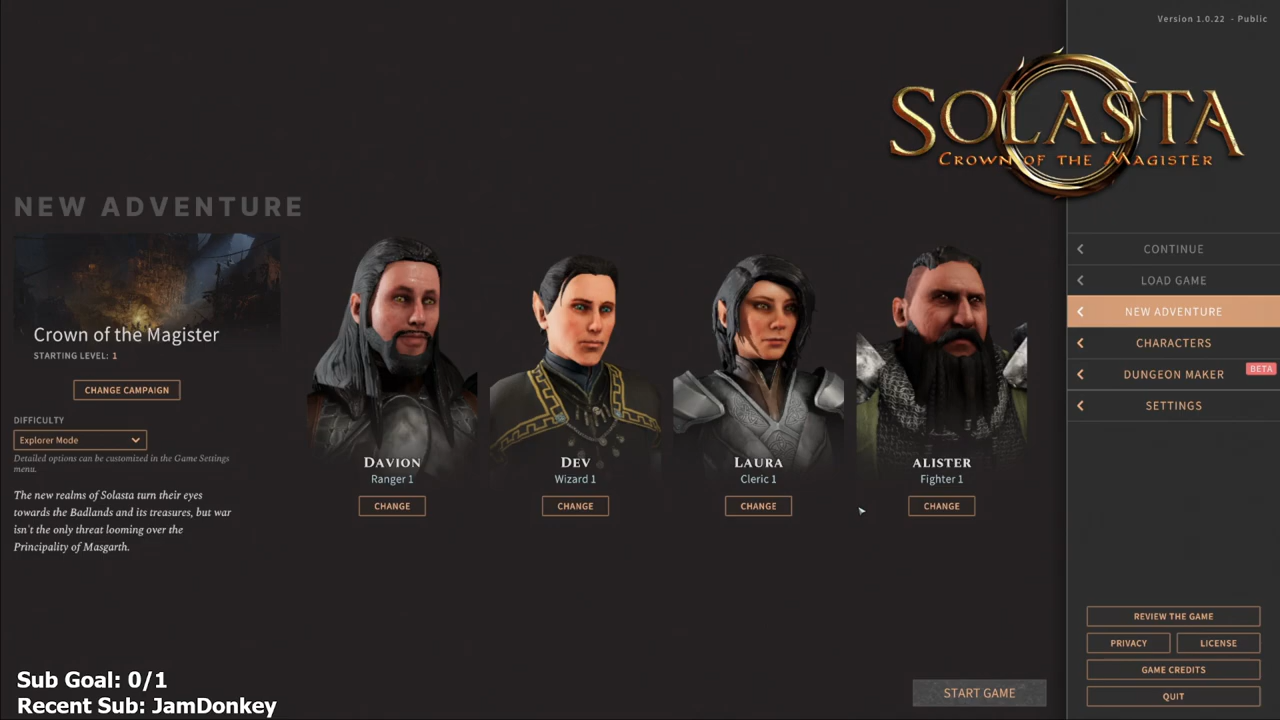 Version 1.0.22 - Public
SOLASTA
CROWN OF THE MAGISTER
NEW ADVENTURE
Crown of the Magister
STARTING LEVEL: 1
CHANGE CAMPAIGN
DIFFICULTY
Explorer Mode
Detailed options can be customized in the Game Settings
menu.
The new realms of Solasta turn their eyes
towards the Badlands and its treasures, but war
isn't the only threat looming over the
Principality of Masgarth.
DAVION
Ranger 1
CHANGE
DEV
Wizard 1
CHANGE
LAURA
Cleric 1
CHANGE
ALISTER
Fighter 1
CHANGE
CONTINUE
LOAD GAME
NEW ADVENTURE
CHARACTERS
DUNGEON MAKER
BETA
SETTINGS
REVIEW THE GAME
PRIVACY
LICENSE
GAME CREDITS
QUIT
START GAME
Sub Goal: 0/1
Recent Sub: JamDonkey